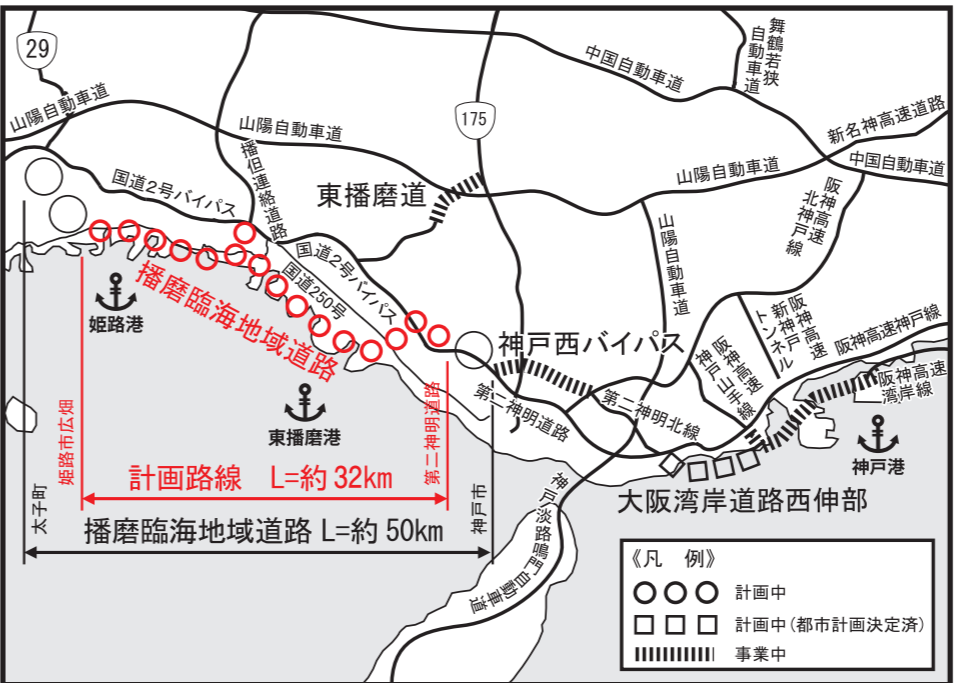 29
舞鶴若狭
自動車道
中国自動車道
山陽自動車道
175
新名神高速道路
山陽自動車道
播但連絡道路
中国自動車道
国道2号バイパス
東播磨道
山陽自動車道
阪神高速
北神戸線
山陽自動車道
国道2号バイパス
国道250号
播磨臨海地域道路
姫路港
神戸西バイパス
阪神高速
新神戸
トンネル
阪神高速神戸線
阪神高速
神戸山手線
阪神高速
湾岸線
第二神明道路
第二神明北線
東播磨港
神戸港
大阪湾岸道路西伸部
姫路市広畑
計画路線 L=約32km
第二神明道路
太子町
播磨臨海地域道路 L=約50km
神戸市
神戸淡路鳴門自動車道
《凡 例》
計画中
計画中(都市計画決定済)
事業中